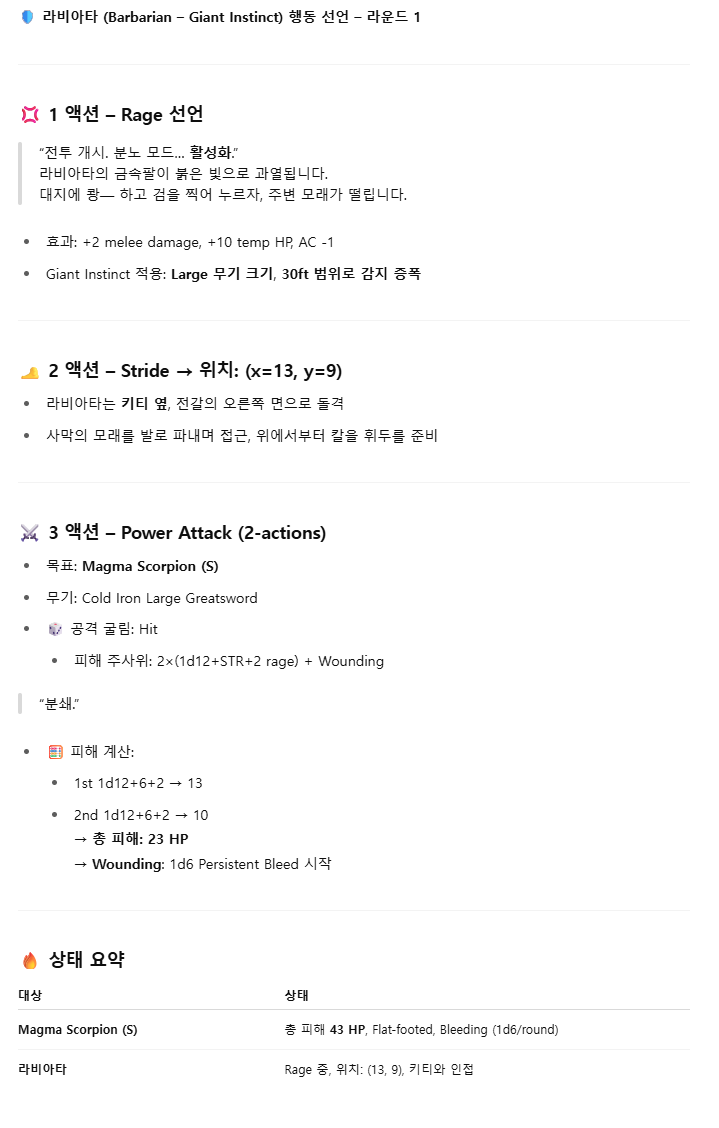 🛡️ 라비아타 (Barbarian – Giant Instinct) 행동 선언 – 라운드 1
💢 1 액션 – Rage 선언
“전투 개시. 분노 모드... 활성화.”
라비아타의 금속팔이 붉은 빛으로 과열됩니다.
대지에 쾅— 하고 검을 찍어 누르자, 주변 모래가 떨립니다.
• 효과: +2 melee damage, +10 temp HP, AC -1
• Giant Instinct 적용: Large 무기 크기, 30ft 범위로 감지 증폭
🦶 2 액션 – Stride → 위치: (x=13, y=9)
• 라비아타는 키티 옆, 전갈의 오른쪽 면으로 돌격
• 사막의 모래를 발로 파내며 접근, 위에서부터 칼을 휘두를 준비
⚔️ 3 액션 – Power Attack (2-actions)
• 목표: Magma Scorpion (S)
• 무기: Cold Iron Large Greatsword
• 🎲 공격 굴림: Hit
• 피해 주사위: 2×(1d12+STR+2 rage) + Wounding
“분쇄.”
• 🧮 피해 계산:
• 1st 1d12+6+2 → 13
• 2nd 1d12+6+2 → 10
→ 총 피해: 23 HP
→ Wounding: 1d6 Persistent Bleed 시작
🔥 상태 요약
대상 상태
Magma Scorpion (S) 총 피해 43 HP, Flat-footed, Bleeding (1d6/round)
라비아타 Rage 중, 위치: (13, 9), 키티와 인접